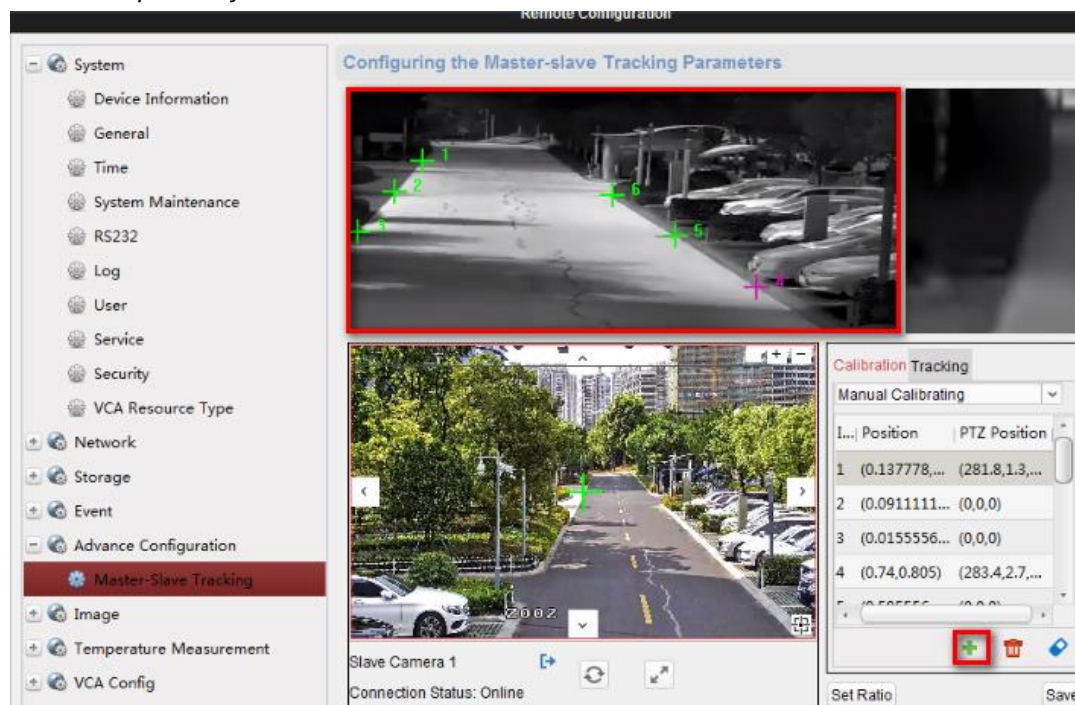 Remote Configuration
System
Device Information
General
Time
System Maintenance
RS232
Log
User
Service
Security
VCA Resource Type
Network
Storage
Event
Advance Configuration
Master-Slave Tracking
Image
Temperature Measurement
VCA Config
Configuring the Master-slave Tracking Parameters
1
2
3
6
5
4
Z002
Slave Camera 1
Connection Status: Online
Calibration Tracking
Manual Calibrating
I... Position PTZ Position
1 (0.137778,... (281.8,1.3,...
2 (0.0911111... (0,0,0)
3 (0.0155556... (0,0,0)
4 (0.74,0.805) (283.4,2.7,...
Set Ratio Save